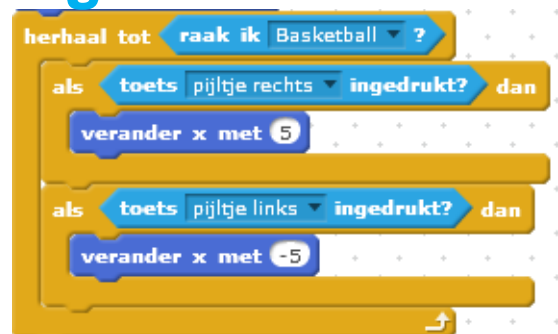 herhaal tot raak ik Basketball ?
als toets pijltje rechts ingedrukt? dan
verander x met 5
als toets pijltje links ingedrukt? dan
verander x met -5